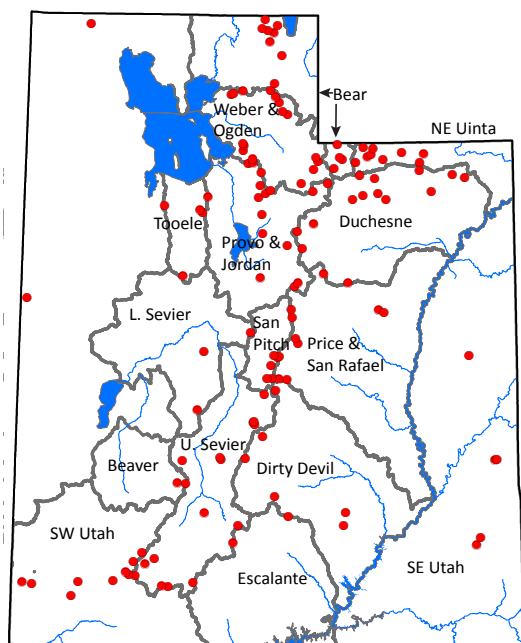 Bear
Weber &
Ogden
NE Uinta
Tooele
Duchesne
Provo &
Jordan
L. Sevier
San
Pitch
Price &
San Rafael
U. Sevier
Beaver
Dirty Devil
SW Utah
SE Utah
Escalante